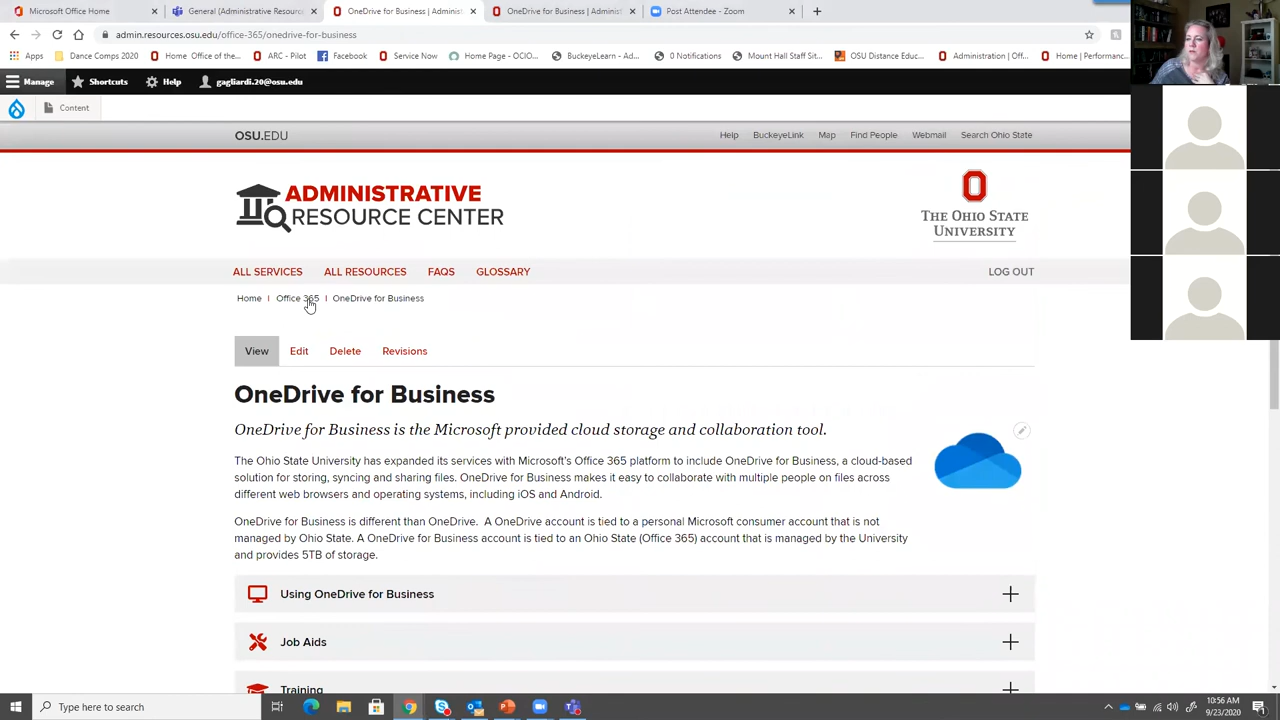 Microsoft Office Home
General (Administrative Resourc
OneDrive for Business | Adminis
OneDrive for Business | Adminis
Post Attendee - Zoom
admin.resources.osu.edu/office-365/onedrive-for-business
Apps
Dance Comps 2020
Home Office of the...
ARC - Pilot
Facebook
Service Now
Home Page - OCIO...
BuckeyeLearn - Ad...
0 Notifications
Mount Hall Staff Sit...
OSU Distance Educ...
Administration | Off...
Home | Performanc...
Manage
Shortcuts
Help
gagliardi.20@osu.edu
Content
OSU.EDU
Help
BuckeyeLink
Map
Find People
Webmail
Search Ohio State
ADMINISTRATIVE
RESOURCE CENTER
THE OHIO STATE
UNIVERSITY
ALL SERVICES
ALL RESOURCES
FAQS
GLOSSARY
LOG OUT
Home | Office 365 | OneDrive for Business
View
Edit
Delete
Revisions
OneDrive for Business
OneDrive for Business is the Microsoft provided cloud storage and collaboration tool.
The Ohio State University has expanded its services with Microsoft's Office 365 platform to include OneDrive for Business, a cloud-based
solution for storing, syncing and sharing files. OneDrive for Business makes it easy to collaborate with multiple people on files across
different web browsers and operating systems, including iOS and Android.
OneDrive for Business is different than OneDrive. A OneDrive account is tied to a personal Microsoft consumer account that is not
managed by Ohio State. A OneDrive for Business account is tied to an Ohio State (Office 365) account that is managed by the University
and provides 5TB of storage.
Using OneDrive for Business
Job Aids
Training
Type here to search
10:56 AM
9/23/2020